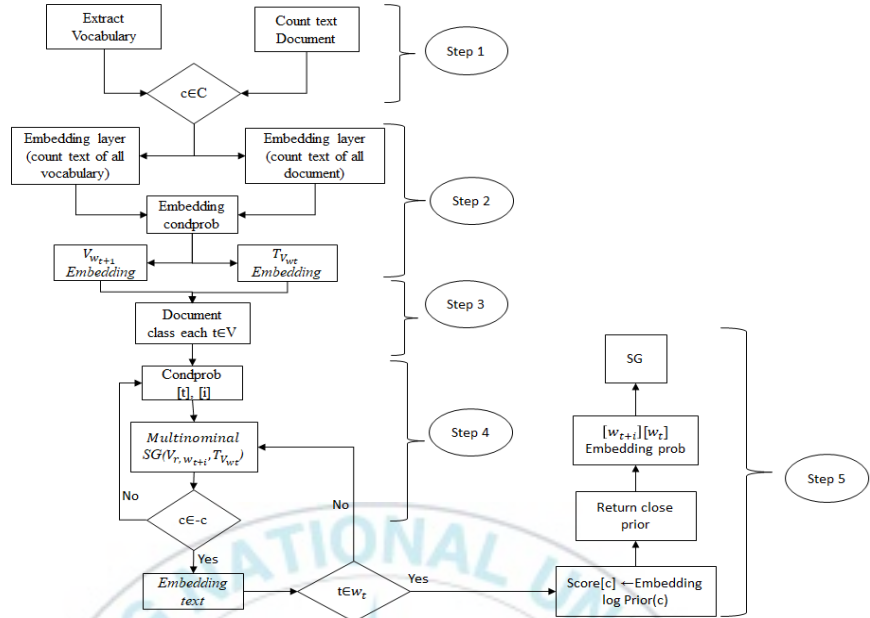 Extract
Vocabulary
Count text
Document
Step 1
c∈C
Embedding layer
(count text of all
vocabulary)
Embedding layer
(count text of all
document)
Step 2
Embedding
condprob
V_{w_{t+1}}
Embedding
T_{V_{wt}}
Embedding
Step 3
Document
class each t∈V
Condprob
[t], [i]
Multinominal
SG(V_{r, w_{t+i}}, T_{V_{wt}})
Step 4
No
c∈-c
Yes
Embedding
text
No
t∈w_t
Yes
SG
[w_{t+i}][w_t]
Embedding prob
Return close
prior
Score[c] ←Embedding
log Prior(c)
Step 5
NATIONAL UN